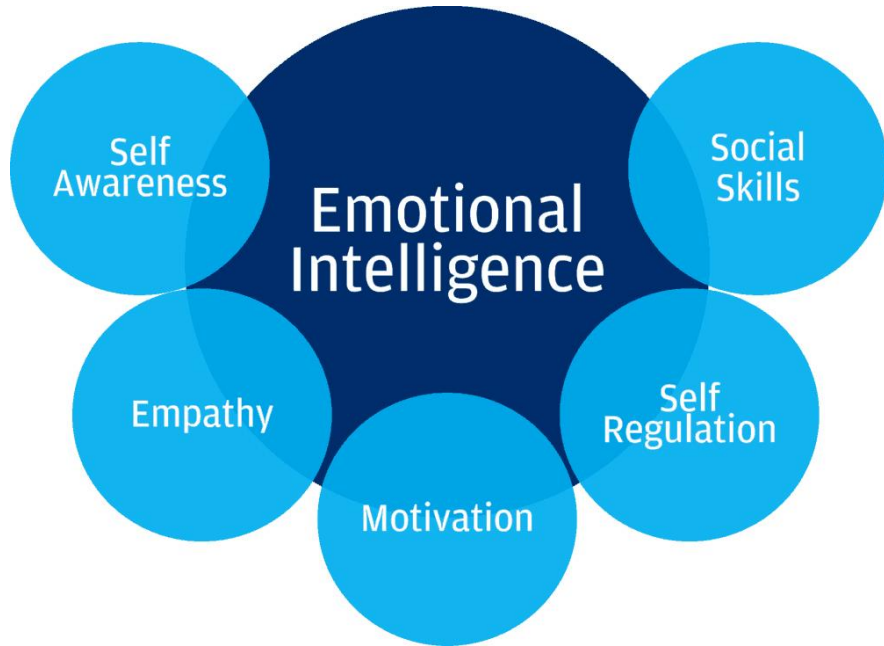 Emotional
Intelligence
Self
Awareness
Empathy
Motivation
Self
Regulation
Social
Skills